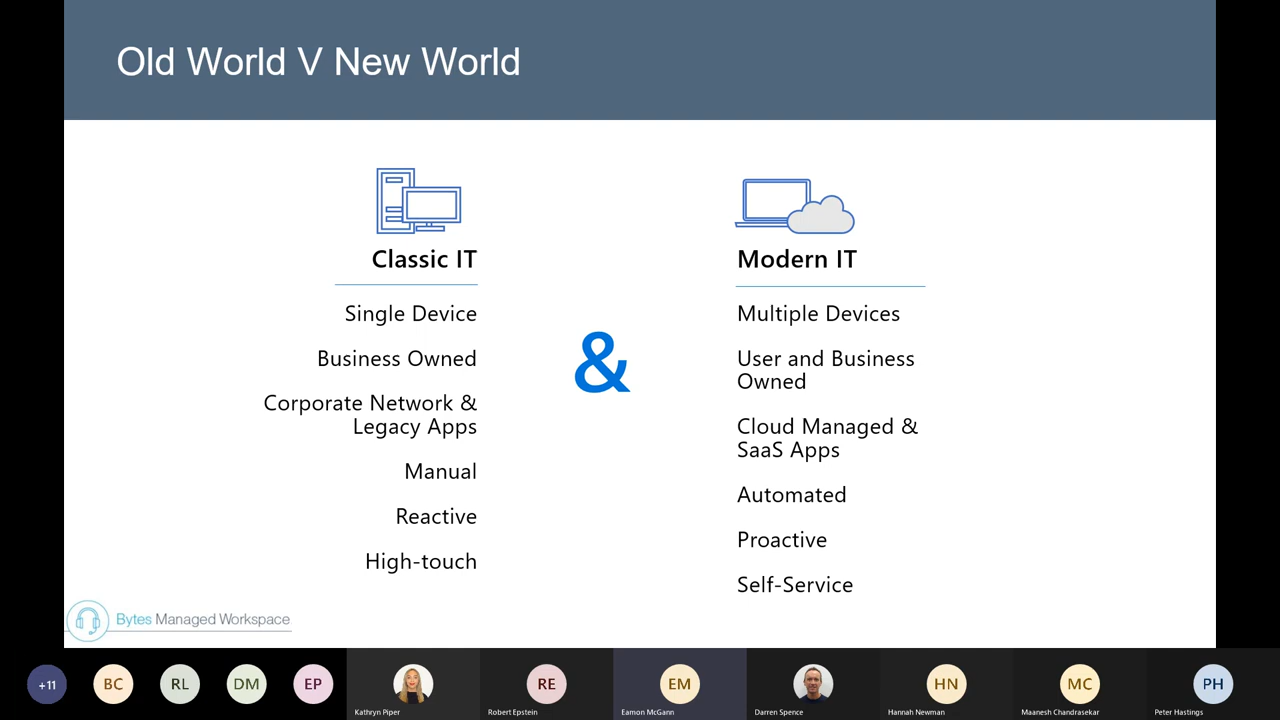 Old World V New World
Classic IT
Single Device
Business Owned
Corporate Network &
Legacy Apps
Manual
Reactive
High-touch
&
Modern IT
Multiple Devices
User and Business
Owned
Cloud Managed &
SaaS Apps
Automated
Proactive
Self-Service
Bytes Managed Workspace
+11
BC
RL
DM
EP
Kathryn Piper
RE
Robert Epstein
EM
Eamon McGann
Darren Spence
HN
Hannah Newman
MC
Maanesh Chandrasekar
PH
Peter Hastings